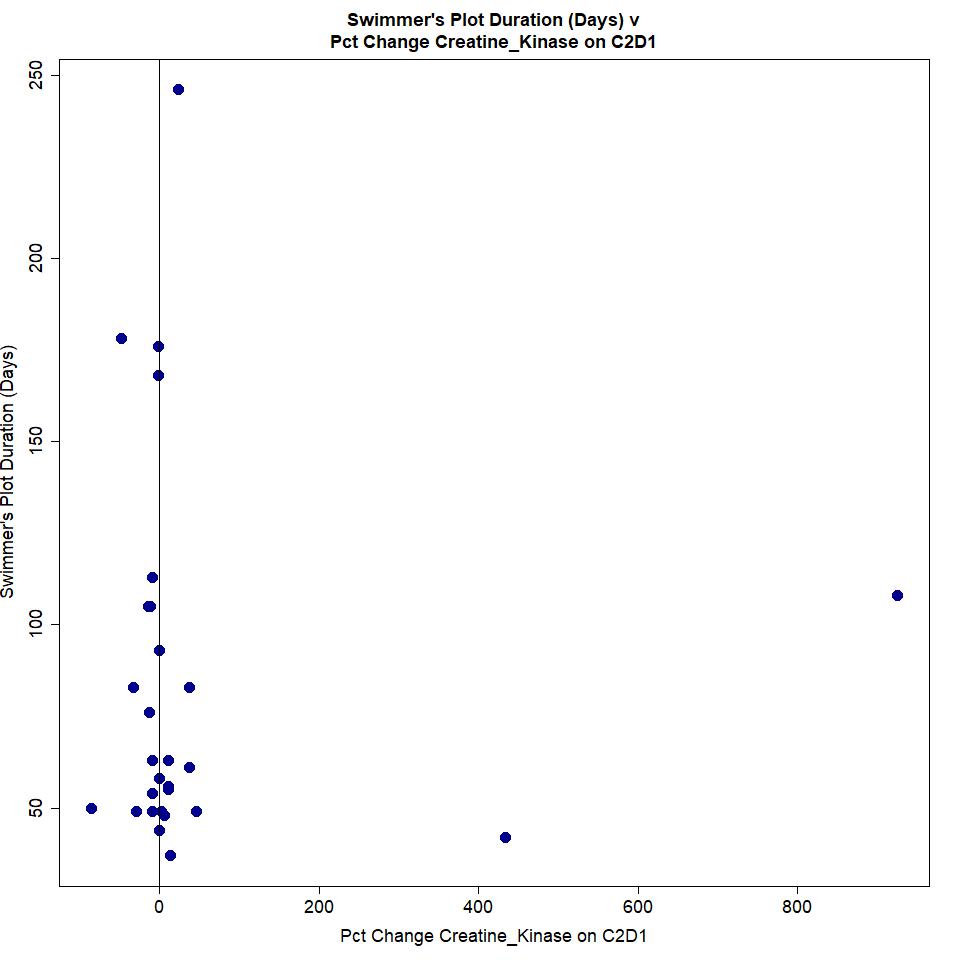 Swimmer's Plot Duration (Days) v
Pct Change Creatine_Kinase on C2D1
Swimmer's Plot Duration (Days)
250
200
150
100
50
0
200
400
600
800
Pct Change Creatine_Kinase on C2D1